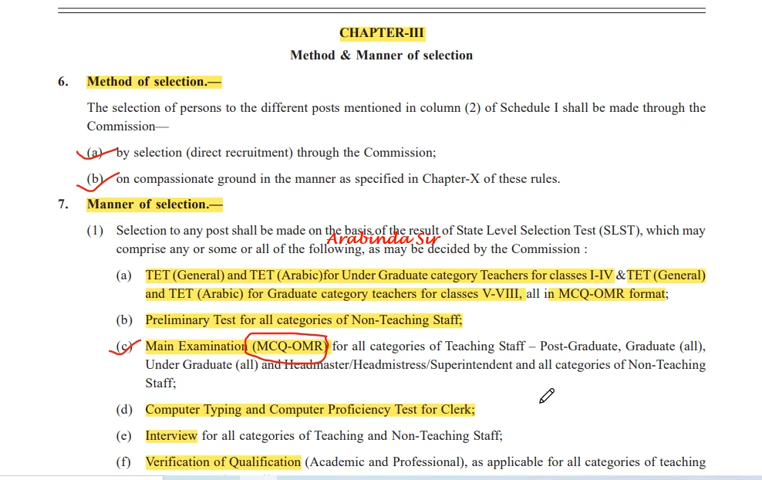 CHAPTER-III
Method & Manner of selection
6. Method of selection.—
The selection of persons to the different posts mentioned in column (2) of Schedule I shall be made through the
Commission—
(a) by selection (direct recruitment) through the Commission;
(b) on compassionate ground in the manner as specified in Chapter-X of these rules.
7. Manner of selection.—
(1) Selection to any post shall be made on the basis of the result of State Level Selection Test (SLST), which may
Arabinda Sir
comprise any or some or all of the following, as may be decided by the Commission :
(a) TET (General) and TET (Arabic)for Under Graduate category Teachers for classes I-IV &TET (General)
and TET (Arabic) for Graduate category teachers for classes V-VIII, all in MCQ-OMR format;
(b) Preliminary Test for all categories of Non-Teaching Staff;
(c) Main Examination (MCQ-OMR) for all categories of Teaching Staff – Post-Graduate, Graduate (all),
Under Graduate (all) and Headmaster/Headmistress/Superintendent and all categories of Non-Teaching
Staff;
(d) Computer Typing and Computer Proficiency Test for Clerk;
(e) Interview for all categories of Teaching and Non-Teaching Staff;
(f) Verification of Qualification (Academic and Professional), as applicable for all categories of teaching